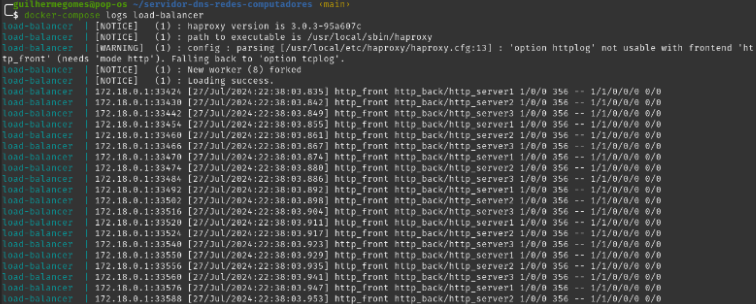 guilhermegomes@pop-os ~/servidor-dns-redes-computadores ‹main›
$ docker-compose logs load-balancer
load-balancer | [NOTICE] (1) : haproxy version is 3.0.3-95a607c
load-balancer | [NOTICE] (1) : path to executable is /usr/local/sbin/haproxy
load-balancer | [WARNING] (1) : config : parsing [/usr/local/etc/haproxy/haproxy.cfg:13] : 'option httplog' not usable with frontend 'ht
tp_front' (needs 'mode http'). Falling back to 'option tcplog'.
load-balancer | [NOTICE] (1) : New worker (8) forked
load-balancer | [NOTICE] (1) : Loading success.
load-balancer | 172.18.0.1:33424 [27/Jul/2024:22:38:03.835] http_front http_back/http_server1 1/0/0 356 -- 1/1/0/0/0 0/0
load-balancer | 172.18.0.1:33430 [27/Jul/2024:22:38:03.842] http_front http_back/http_server2 1/0/0 356 -- 1/1/0/0/0 0/0
load-balancer | 172.18.0.1:33442 [27/Jul/2024:22:38:03.849] http_front http_back/http_server3 1/0/0 356 -- 1/1/0/0/0 0/0
load-balancer | 172.18.0.1:33454 [27/Jul/2024:22:38:03.855] http_front http_back/http_server1 1/0/0 356 -- 1/1/0/0/0 0/0
load-balancer | 172.18.0.1:33460 [27/Jul/2024:22:38:03.861] http_front http_back/http_server2 1/0/0 356 -- 1/1/0/0/0 0/0
load-balancer | 172.18.0.1:33466 [27/Jul/2024:22:38:03.867] http_front http_back/http_server3 1/0/0 356 -- 1/1/0/0/0 0/0
load-balancer | 172.18.0.1:33470 [27/Jul/2024:22:38:03.874] http_front http_back/http_server1 1/0/0 356 -- 1/1/0/0/0 0/0
load-balancer | 172.18.0.1:33474 [27/Jul/2024:22:38:03.880] http_front http_back/http_server2 1/0/0 356 -- 1/1/0/0/0 0/0
load-balancer | 172.18.0.1:33484 [27/Jul/2024:22:38:03.886] http_front http_back/http_server3 1/0/0 356 -- 1/1/0/0/0 0/0
load-balancer | 172.18.0.1:33492 [27/Jul/2024:22:38:03.892] http_front http_back/http_server1 1/0/0 356 -- 1/1/0/0/0 0/0
load-balancer | 172.18.0.1:33502 [27/Jul/2024:22:38:03.898] http_front http_back/http_server2 1/0/0 356 -- 1/1/0/0/0 0/0
load-balancer | 172.18.0.1:33516 [27/Jul/2024:22:38:03.904] http_front http_back/http_server3 1/0/0 356 -- 1/1/0/0/0 0/0
load-balancer | 172.18.0.1:33520 [27/Jul/2024:22:38:03.911] http_front http_back/http_server1 1/0/0 356 -- 1/1/0/0/0 0/0
load-balancer | 172.18.0.1:33524 [27/Jul/2024:22:38:03.917] http_front http_back/http_server2 1/0/0 356 -- 1/1/0/0/0 0/0
load-balancer | 172.18.0.1:33540 [27/Jul/2024:22:38:03.923] http_front http_back/http_server3 1/0/0 356 -- 1/1/0/0/0 0/0
load-balancer | 172.18.0.1:33550 [27/Jul/2024:22:38:03.929] http_front http_back/http_server1 1/0/0 356 -- 1/1/0/0/0 0/0
load-balancer | 172.18.0.1:33556 [27/Jul/2024:22:38:03.935] http_front http_back/http_server2 1/0/0 356 -- 1/1/0/0/0 0/0
load-balancer | 172.18.0.1:33560 [27/Jul/2024:22:38:03.941] http_front http_back/http_server3 1/0/0 356 -- 1/1/0/0/0 0/0
load-balancer | 172.18.0.1:33576 [27/Jul/2024:22:38:03.947] http_front http_back/http_server1 1/0/0 356 -- 1/1/0/0/0 0/0
load-balancer | 172.18.0.1:33588 [27/Jul/2024:22:38:03.953] http_front http_back/http_server2 1/0/0 356 -- 1/1/0/0/0 0/0